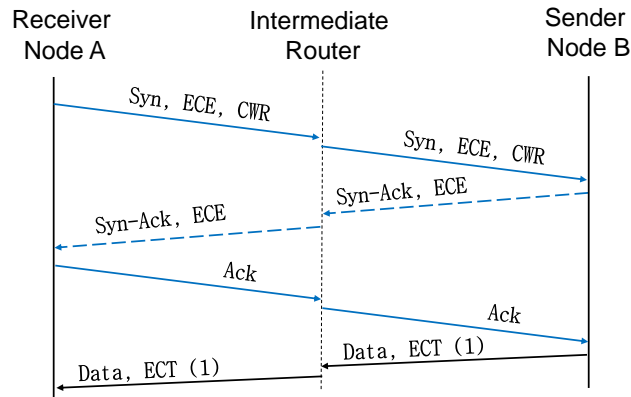 Receiver
Node A
Intermediate
Router
Sender
Node B
Syn, ECE, CWR
Syn, ECE, CWR
Syn-Ack, ECE
Syn-Ack, ECE
Ack
Ack
Data, ECT (1)
Data, ECT (1)